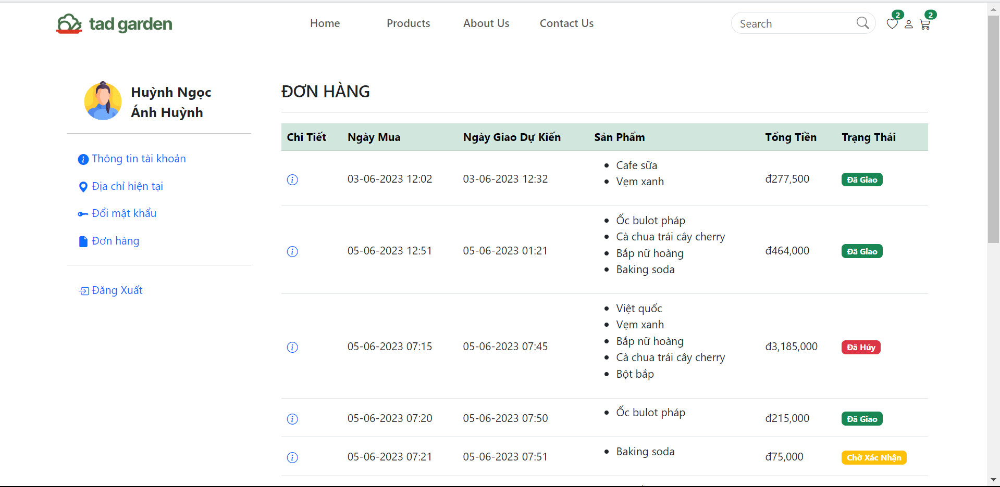 tad garden
Home Products About Us Contact Us
Search
2
2
Huỳnh Ngọc
Ánh Huỳnh
Thông tin tài khoản
Địa chỉ hiện tại
Đổi mật khẩu
Đơn hàng
Đăng Xuất
ĐƠN HÀNG
Chi Tiết Ngày Mua Ngày Giao Dự Kiến Sản Phẩm Tổng Tiền Trạng Thái
03-06-2023 12:02 03-06-2023 12:32
Cafe sữa
Vẹm xanh
đ277,500 Đã Giao
05-06-2023 12:51 05-06-2023 01:21
Ốc bulot pháp
Cà chua trái cây cherry
Bắp nữ hoàng
Baking soda
đ464,000 Đã Giao
05-06-2023 07:15 05-06-2023 07:45
Việt quốc
Vẹm xanh
Bắp nữ hoàng
Cà chua trái cây cherry
Bột bắp
đ3,185,000 Đã Hủy
05-06-2023 07:20 05-06-2023 07:50
Ốc bulot pháp
đ215,000 Đã Giao
05-06-2023 07:21 05-06-2023 07:51
Baking soda
đ75,000 Chờ Xác Nhận